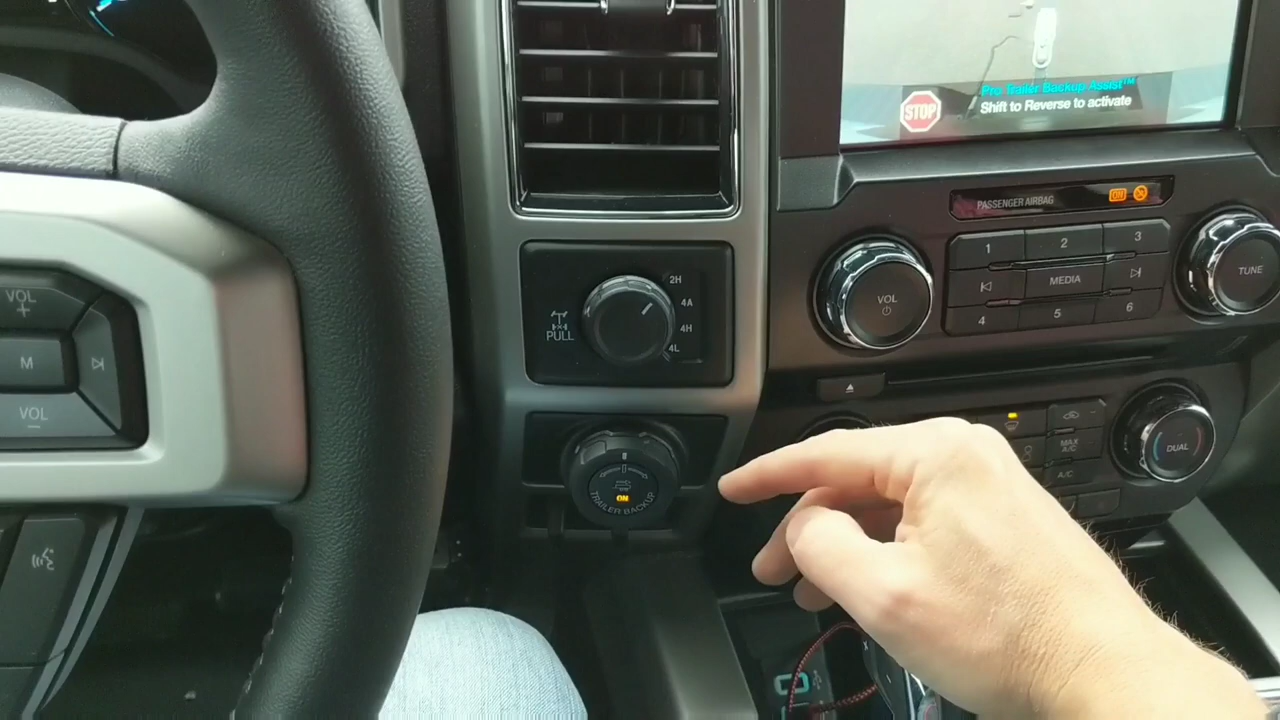 Pro Trailer Backup Assist™
STOP
Shift to Reverse to activate
PASSENGER AIRBAG
OFF
1
2
3
MEDIA
4
5
6
VOL
TUNE
2H
4A
4H
4L
PULL
VOL
+
M
VOL
-
ON
TRAILER BACKUP
MAX
A/C
A/C
DUAL